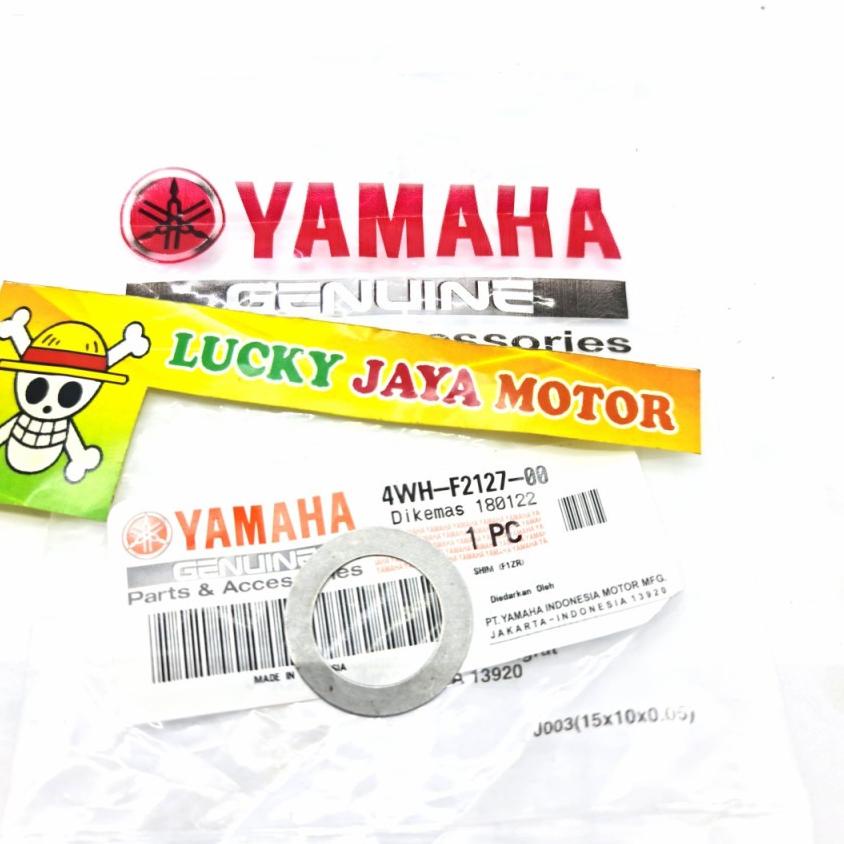 YAMAHA
GENUINE
LUCKY JAYA MOTOR
YAMAHA
GENUINE
Parts & Acces ories
4WH-F2127-00
Dikemas 180122
1 PC
SHIM (F1ZR)
Diedarkan Oleh
PT. YAMAHA INDONESIA MOTOR MFG.
JAKARTA-INDONESIA 13920
MADE IN
A 13920
J003(15x10x0.05)